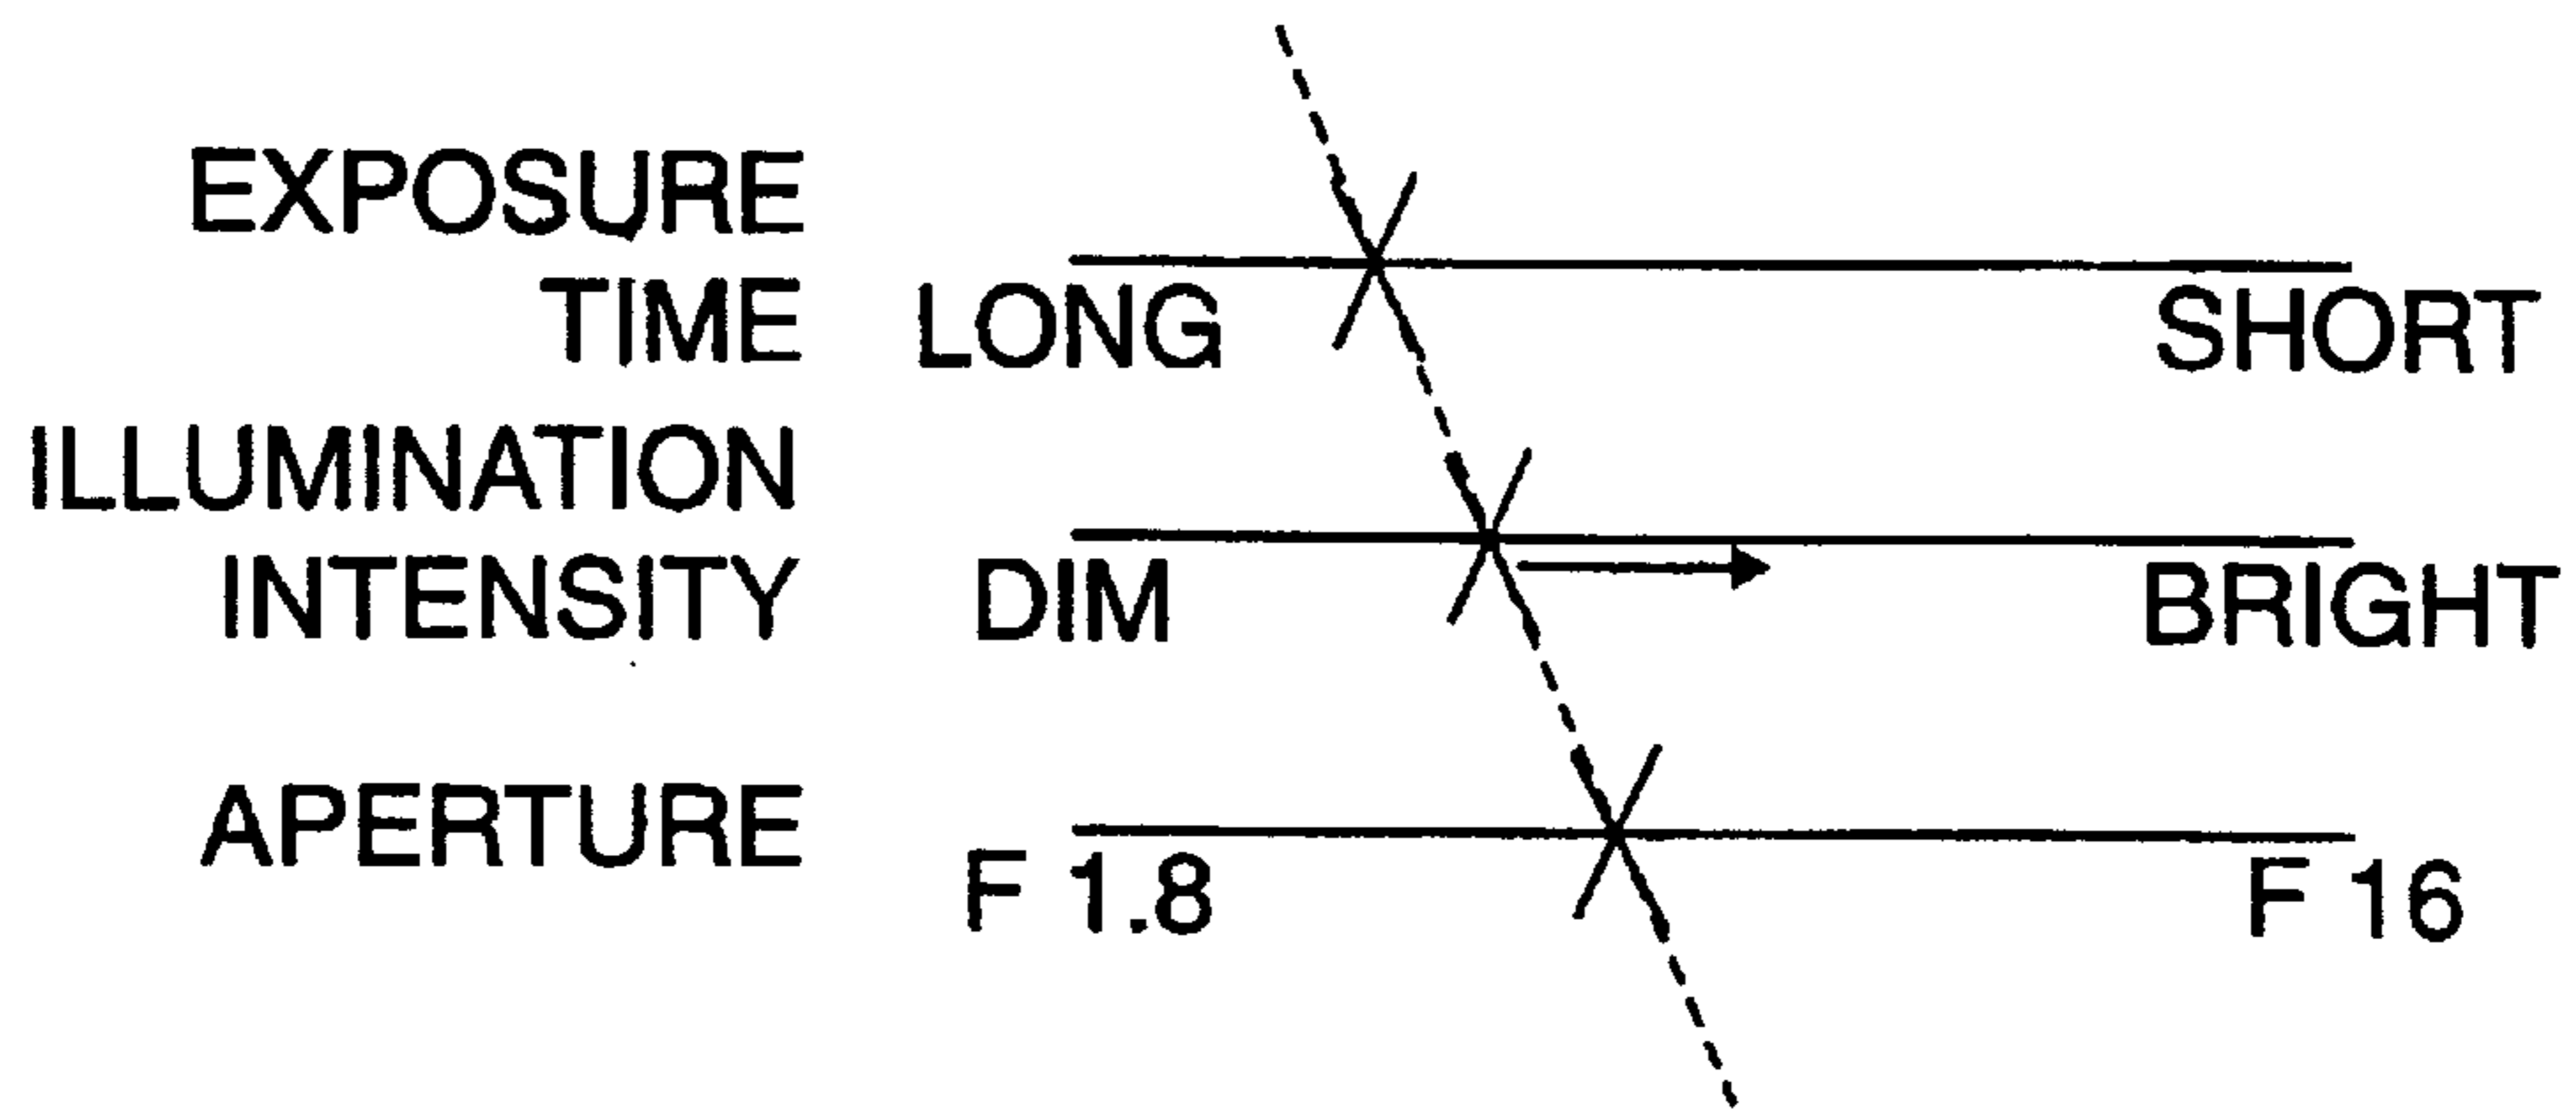 EXPOSURE
TIME LONG SHORT
ILLUMINATION
INTENSITY DIM BRIGHT
APERTURE
F 1.8 F 16